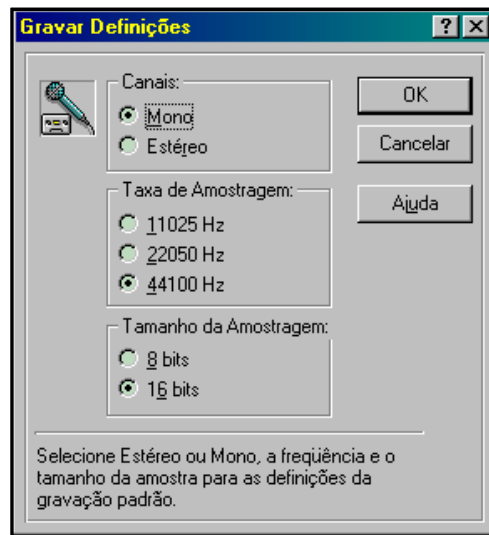 Gravar Definições
Canais:
Mono
Estéreo
Taxa de Amostragem:
11025 Hz
22050 Hz
44100 Hz
Tamanho da Amostragem:
8 bits
16 bits
OK
Cancelar
Ajuda
Selecione Estéreo ou Mono, a freqüência e o
tamanho da amostra para as definições da
gravação padrão.